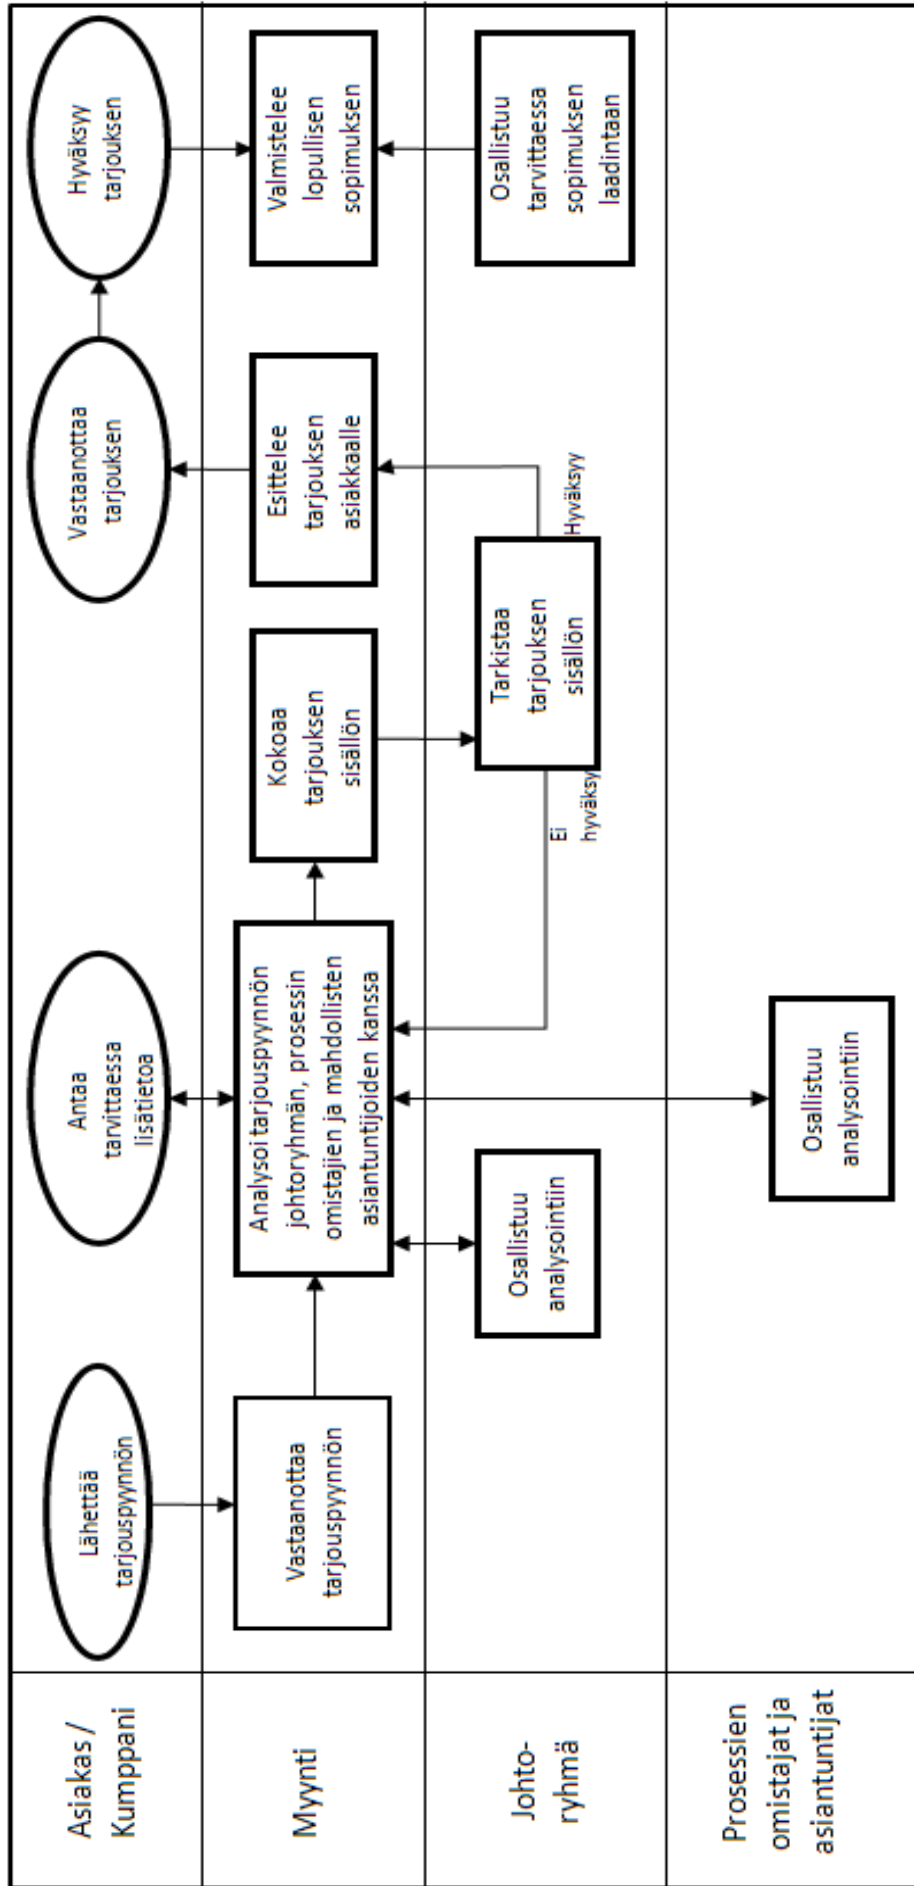 Asiakas /
Kumppani
Lähettää
tarjouspyynnön
Antaa
tarvittaessa
lisätietoa
Vastaanottaa
tarjouksen
Hyväksyy
tarjouksen
Myynti
Vastaanottaa
tarjouspyynnön
Analysoi tarjouspyynnön
johtoryhmän, prosessin
omistajien ja mahdollisten
asiantuntijoiden kanssa
Kokoaa
tarjouksen
sisällön
Esittelee
tarjouksen
asiakkaalle
Valmistelee
lopullisen
sopimuksen
Johto-
ryhmä
Osallistuu
analysointiin
Ei
hyväksy
Tarkistaa
tarjouksen
sisällön
Hyväksyy
Osallistuu
tarvittaessa
sopimuksen
laadintaan
Prosessien
omistajat ja
asiantuntijat
Osallistuu
analysointiin